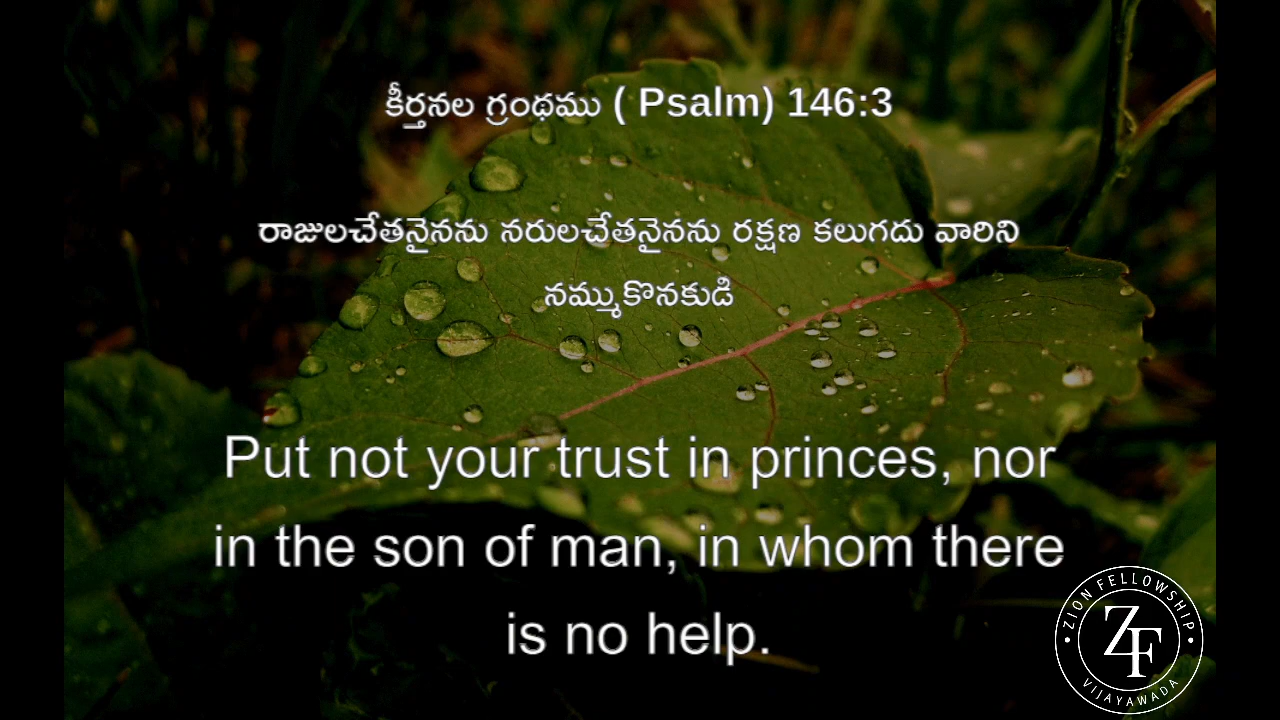 కీర్తనల గ్రంథము ( Psalm) 146:3
రాజులచేతనైనను నరులచేతనైనను రక్షణ కలుగదు వారిని
నమ్ముకొనకుడి
Put not your trust in princes, nor
in the son of man, in whom there
is no help.
ZION FELLOWSHIP
ZF
VIJAYAWADA